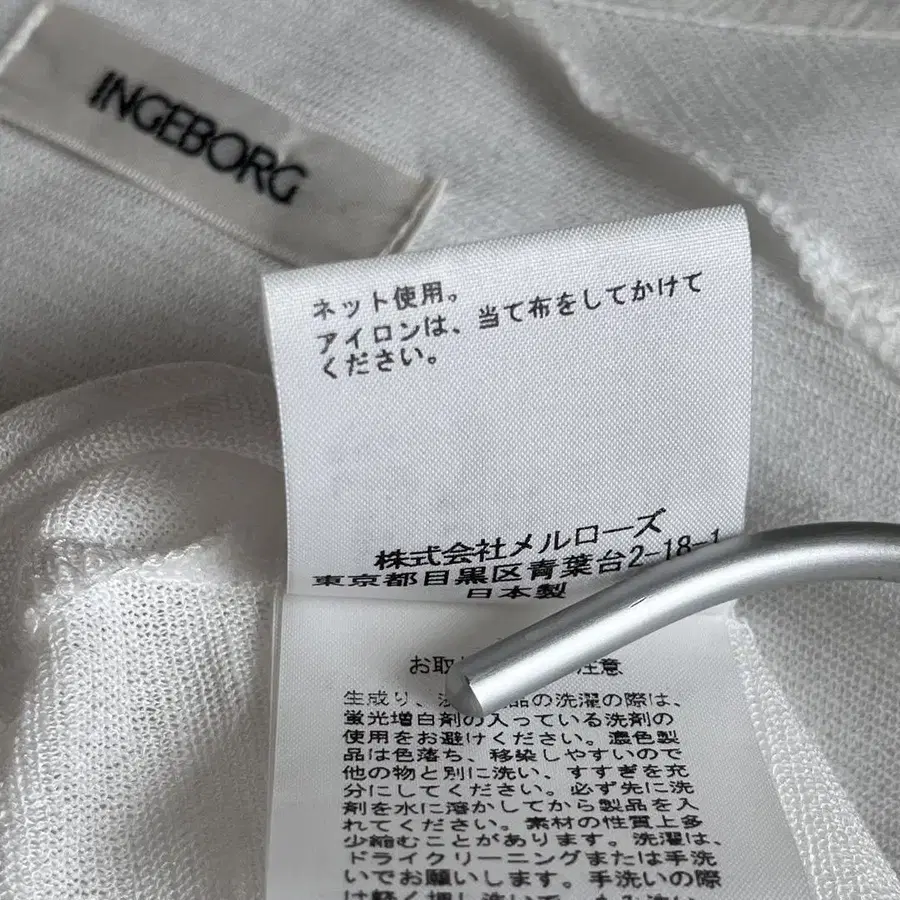 INGEBORG
ネット使用。
アイロンは、当て布をしてかけて
ください。
株式会社メルローズ
東京都目黒区青葉台2-18-1
日本製
お取 注意
生成り、 品の洗濯の際は、
蛍光増白剤の入っている洗剤の
使用をお避けください。濃色製
品は色落ち、移染しやすいので
他の物と別に洗い、すすぎを充
分にしてください。必ず先に洗
剤を水に溶かしてから製品を入
れてください。素材の性質上多
少縮むことがあります。洗濯は、
ドライクリーニングまたは手洗
いでお願いします。手洗いの際
は軽く押し洗いで、